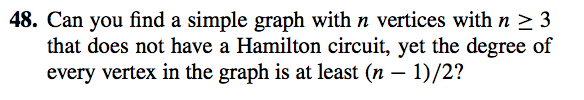 48. Can you find a simple graph with n vertices with n ≥ 3
that does not have a Hamilton circuit, yet the degree of
every vertex in the graph is at least (n − 1)/2?